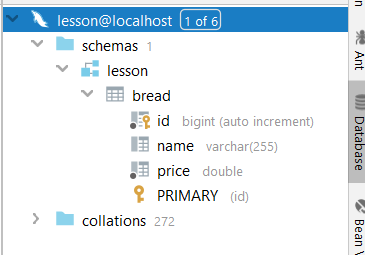 lesson@localhost 1 of 6
schemas 1
lesson
bread
id bigint (auto increment)
name varchar(255)
price double
PRIMARY (id)
collations 272
Ant
Database
Bean V